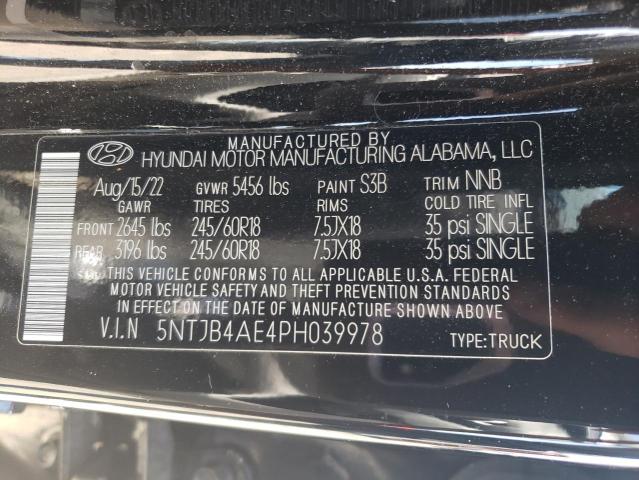 MANUFACTURED BY
HYUNDAI MOTOR MANUFACTURING ALABAMA, LLC
Aug/15/22 GVWR 5456 lbs PAINT S3B TRIM NNB
GAWR TIRES RIMS COLD TIRE INFL
FRONT 2645 lbs 245/60R18 7.5JX18 35 psi SINGLE
REAR 3196 lbs 245/60R18 7.5JX18 35 psi SINGLE
THIS VEHICLE CONFORMS TO ALL APPLICABLE U.S.A. FEDERAL
MOTOR VEHICLE SAFETY AND THEFT PREVENTION STANDARDS
IN EFFECT ON THE DATE OF MANUFACTURE SHOWN ABOVE.
V.I.N 5NTJB4AE4PH039978 TYPE:TRUCK